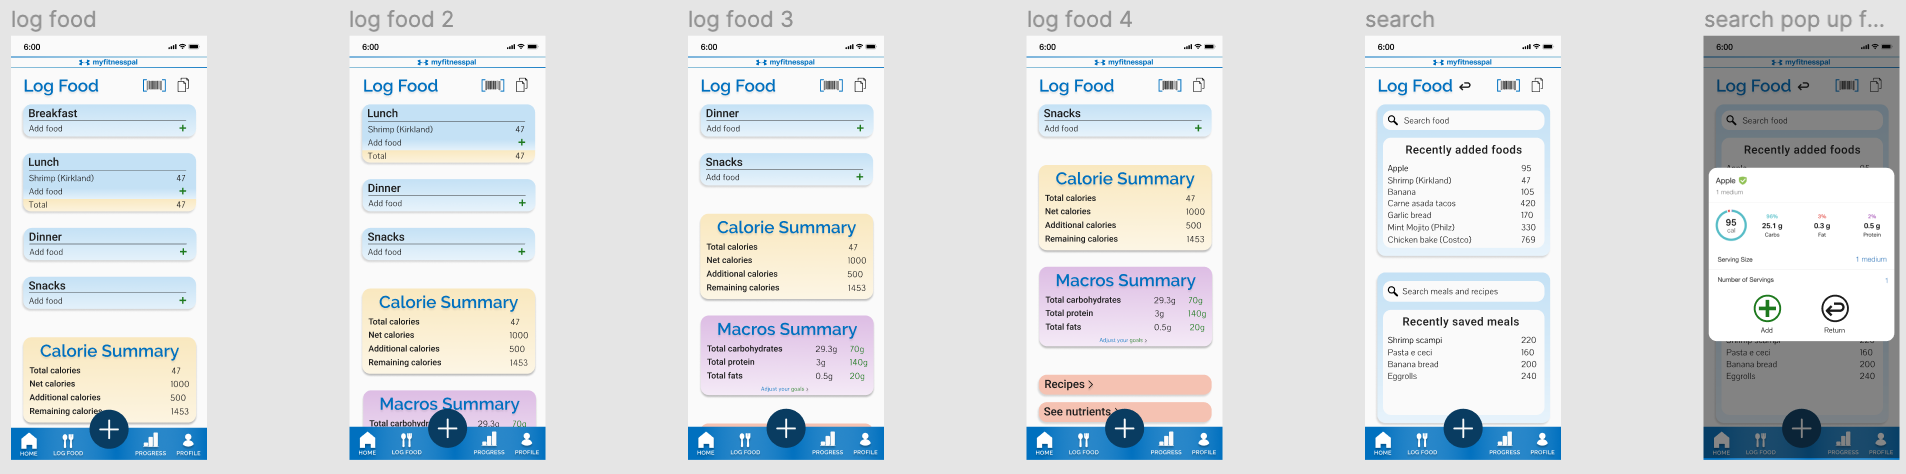 log food
6:00
myfitnesspal
Log Food
Breakfast
Add food +
Lunch
Shrimp (Kirkland) 47
Add food +
Total 47
Dinner
Add food +
Snacks
Add food +
Calorie Summary
Total calories 47
Net calories 1000
Additional calories 500
Remaining calories 1453
HOME LOG FOOD PROGRESS PROFILE
log food 2
6:00
myfitnesspal
Log Food
Lunch
Shrimp (Kirkland) 47
Add food +
Total 47
Dinner
Add food +
Snacks
Add food +
Calorie Summary
Total calories 47
Net calories 1000
Additional calories 500
Remaining calories 1453
Macros Summary
Total carbohydrates 29.3g 70g
HOME LOG FOOD PROGRESS PROFILE
log food 3
6:00
myfitnesspal
Log Food
Dinner
Add food +
Snacks
Add food +
Calorie Summary
Total calories 47
Net calories 1000
Additional calories 500
Remaining calories 1453
Macros Summary
Total carbohydrates 29.3g 70g
Total protein 3g 140g
Total fats 0.5g 20g
Adjust your goals >
HOME LOG FOOD PROGRESS PROFILE
log food 4
6:00
myfitnesspal
Log Food
Snacks
Add food +
Calorie Summary
Total calories 47
Net calories 1000
Additional calories 500
Remaining calories 1453
Macros Summary
Total carbohydrates 29.3g 70g
Total protein 3g 140g
Total fats 0.5g 20g
Adjust your goals >
Recipes >
See nutrients >
HOME LOG FOOD PROGRESS PROFILE
search
6:00
myfitnesspal
Log Food
Search food
Recently added foods
Apple 95
Shrimp (Kirkland) 47
Banana 105
Carne asada tacos 420
Garlic bread 170
Mint Mojito (Philz) 330
Chicken bake (Costco) 769
Search meals and recipes
Recently saved meals
Shrimp scampi 220
Pasta e ceci 160
Banana bread 200
Eggrolls 240
HOME LOG FOOD PROGRESS PROFILE
search pop up f...
6:00
myfitnesspal
Log Food
Search food
Recently added foods
Apple 95
Apple
1 medium
95 cal
96% 3% 2%
25.1 g 0.3 g 0.5 g
Carbs Fat Protein
Serving Size 1 medium
Number of Servings 1
Add Return
Shrimp scampi 220
Pasta e ceci 160
Banana bread 200
Eggrolls 240
HOME LOG FOOD PROGRESS PROFILE